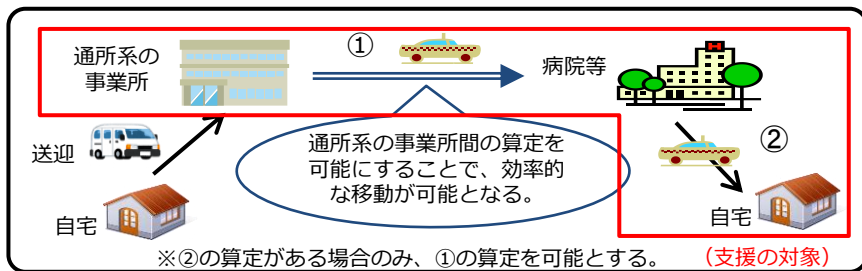 通所系の
事業所
①
病院等
送迎
通所系の事業所間の算定を
可能にすることで、効率的
な移動が可能となる。
②
自宅
自宅
※②の算定がある場合のみ、①の算定を可能とする。
(支援の対象)